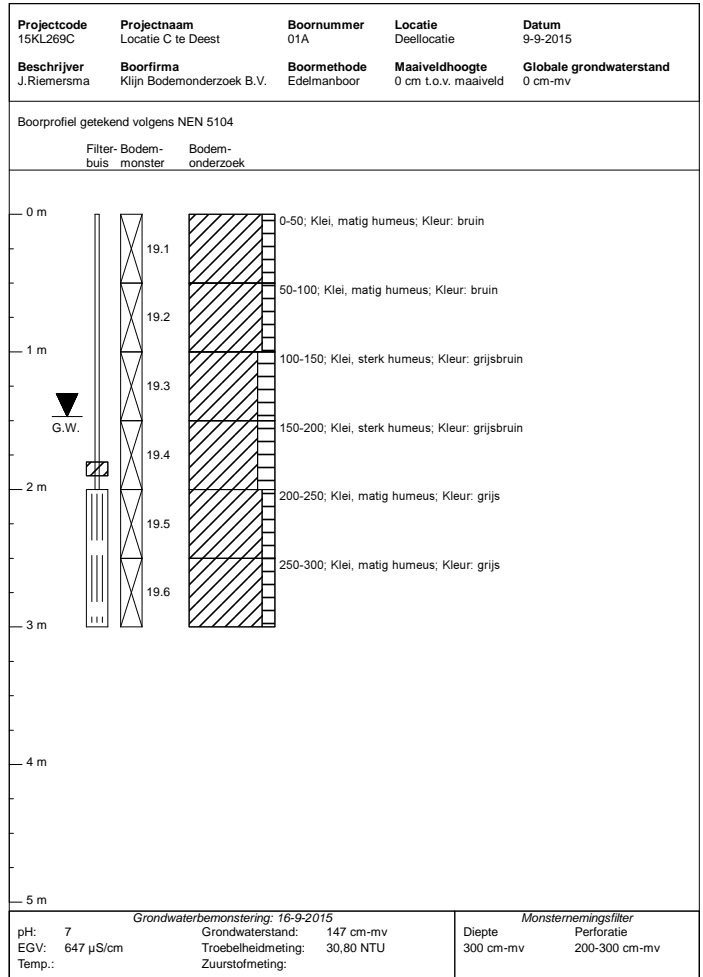 Projectcode Projectnaam Boornummer Locatie Datum
15KL269C Locatie C te Deest 01A Deellocatie 9-9-2015
Beschrijver Boorfirma Boormethode Maaiveldhoogte Globale grondwaterstand
J.Riemersma Klijn Bodemonderzoek B.V. Edelmanboor 0 cm t.o.v. maaiveld 0 cm-mv
Boorprofiel getekend volgens NEN 5104
Filter- Bodem- Bodem-
buis monster onderzoek
0 m
0-50; Klei, matig humeus; Kleur: bruin
19.1
50-100; Klei, matig humeus; Kleur: bruin
19.2
1 m
100-150; Klei, sterk humeus; Kleur: grijsbruin
19.3
G.W.
150-200; Klei, sterk humeus; Kleur: grijsbruin
19.4
2 m
200-250; Klei, matig humeus; Kleur: grijs
19.5
250-300; Klei, matig humeus; Kleur: grijs
19.6
3 m
4 m
5 m
Grondwaterbemonstering: 16-9-2015 Monsternemingsfilter
pH: 7 Grondwaterstand: 147 cm-mv Diepte Perforatie
EGV: 647 µS/cm Troebelheidmeting: 30,80 NTU 300 cm-mv 200-300 cm-mv
Temp.: Zuurstofmeting: